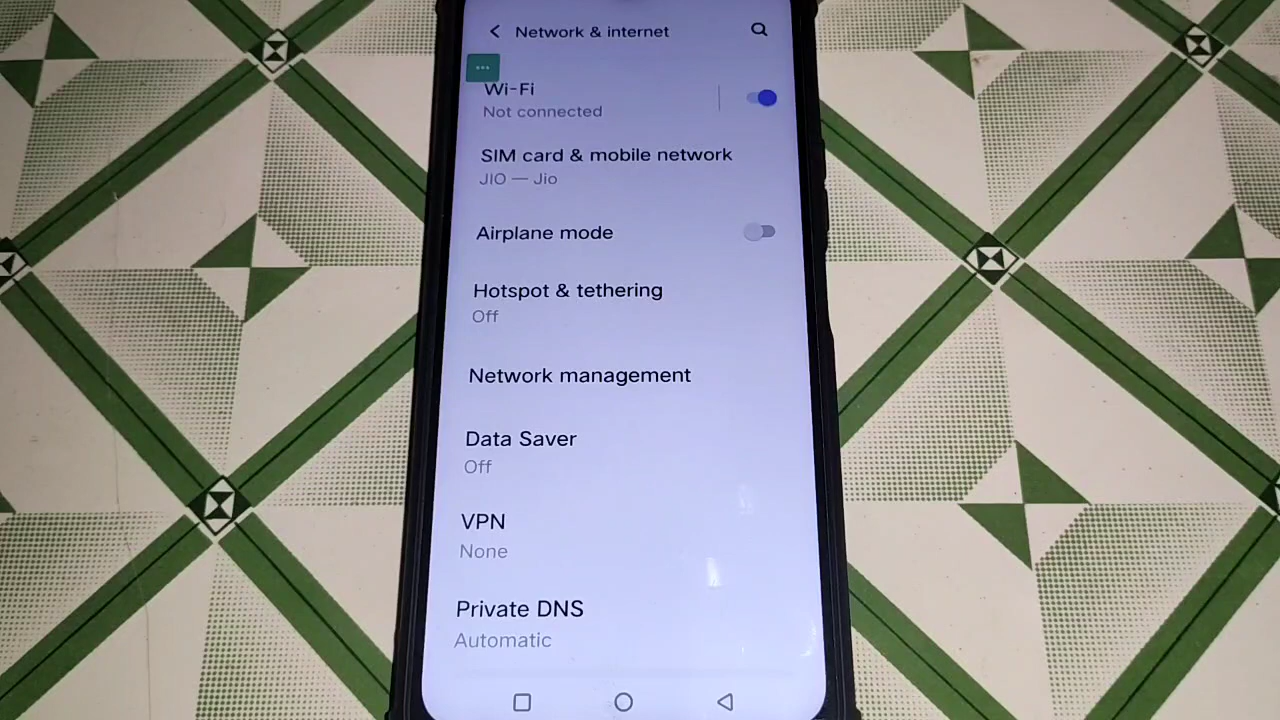 Network & internet
Wi-Fi
Not connected
SIM card & mobile network
JIO — Jio
Airplane mode
Hotspot & tethering
Off
Network management
Data Saver
Off
VPN
None
Private DNS
Automatic